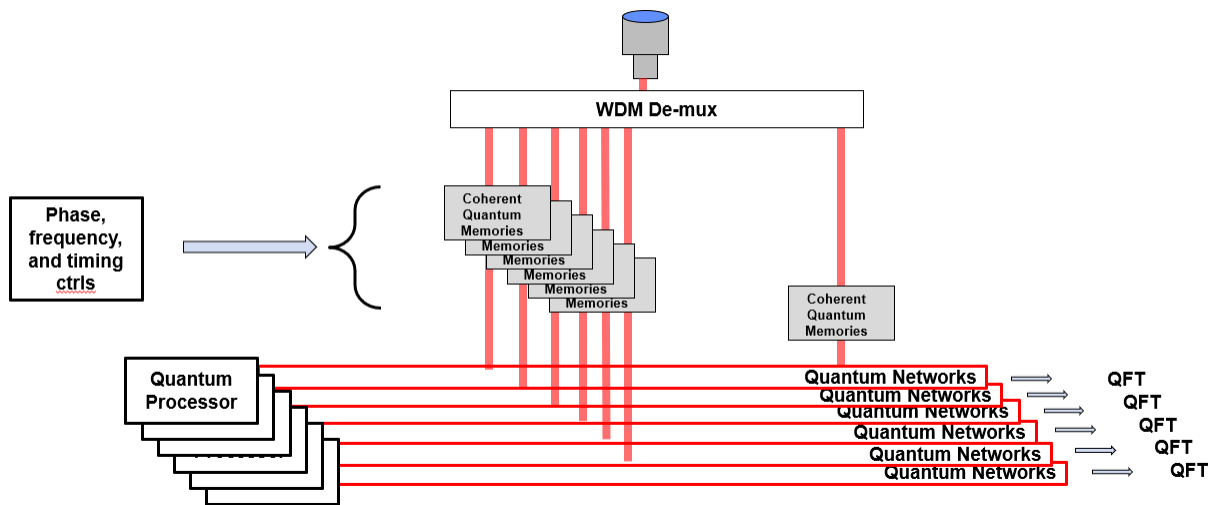 WDM De-mux
Phase,
frequency,
and timing
ctrls
Coherent
Quantum
Memories
Memories
Memories
Memories
Memories
Memories
Coherent
Quantum
Memories
Quantum
Processor
Quantum Networks
Quantum Networks
Quantum Networks
Quantum Networks
Quantum Networks
Quantum Networks
QFT
QFT
QFT
QFT
QFT